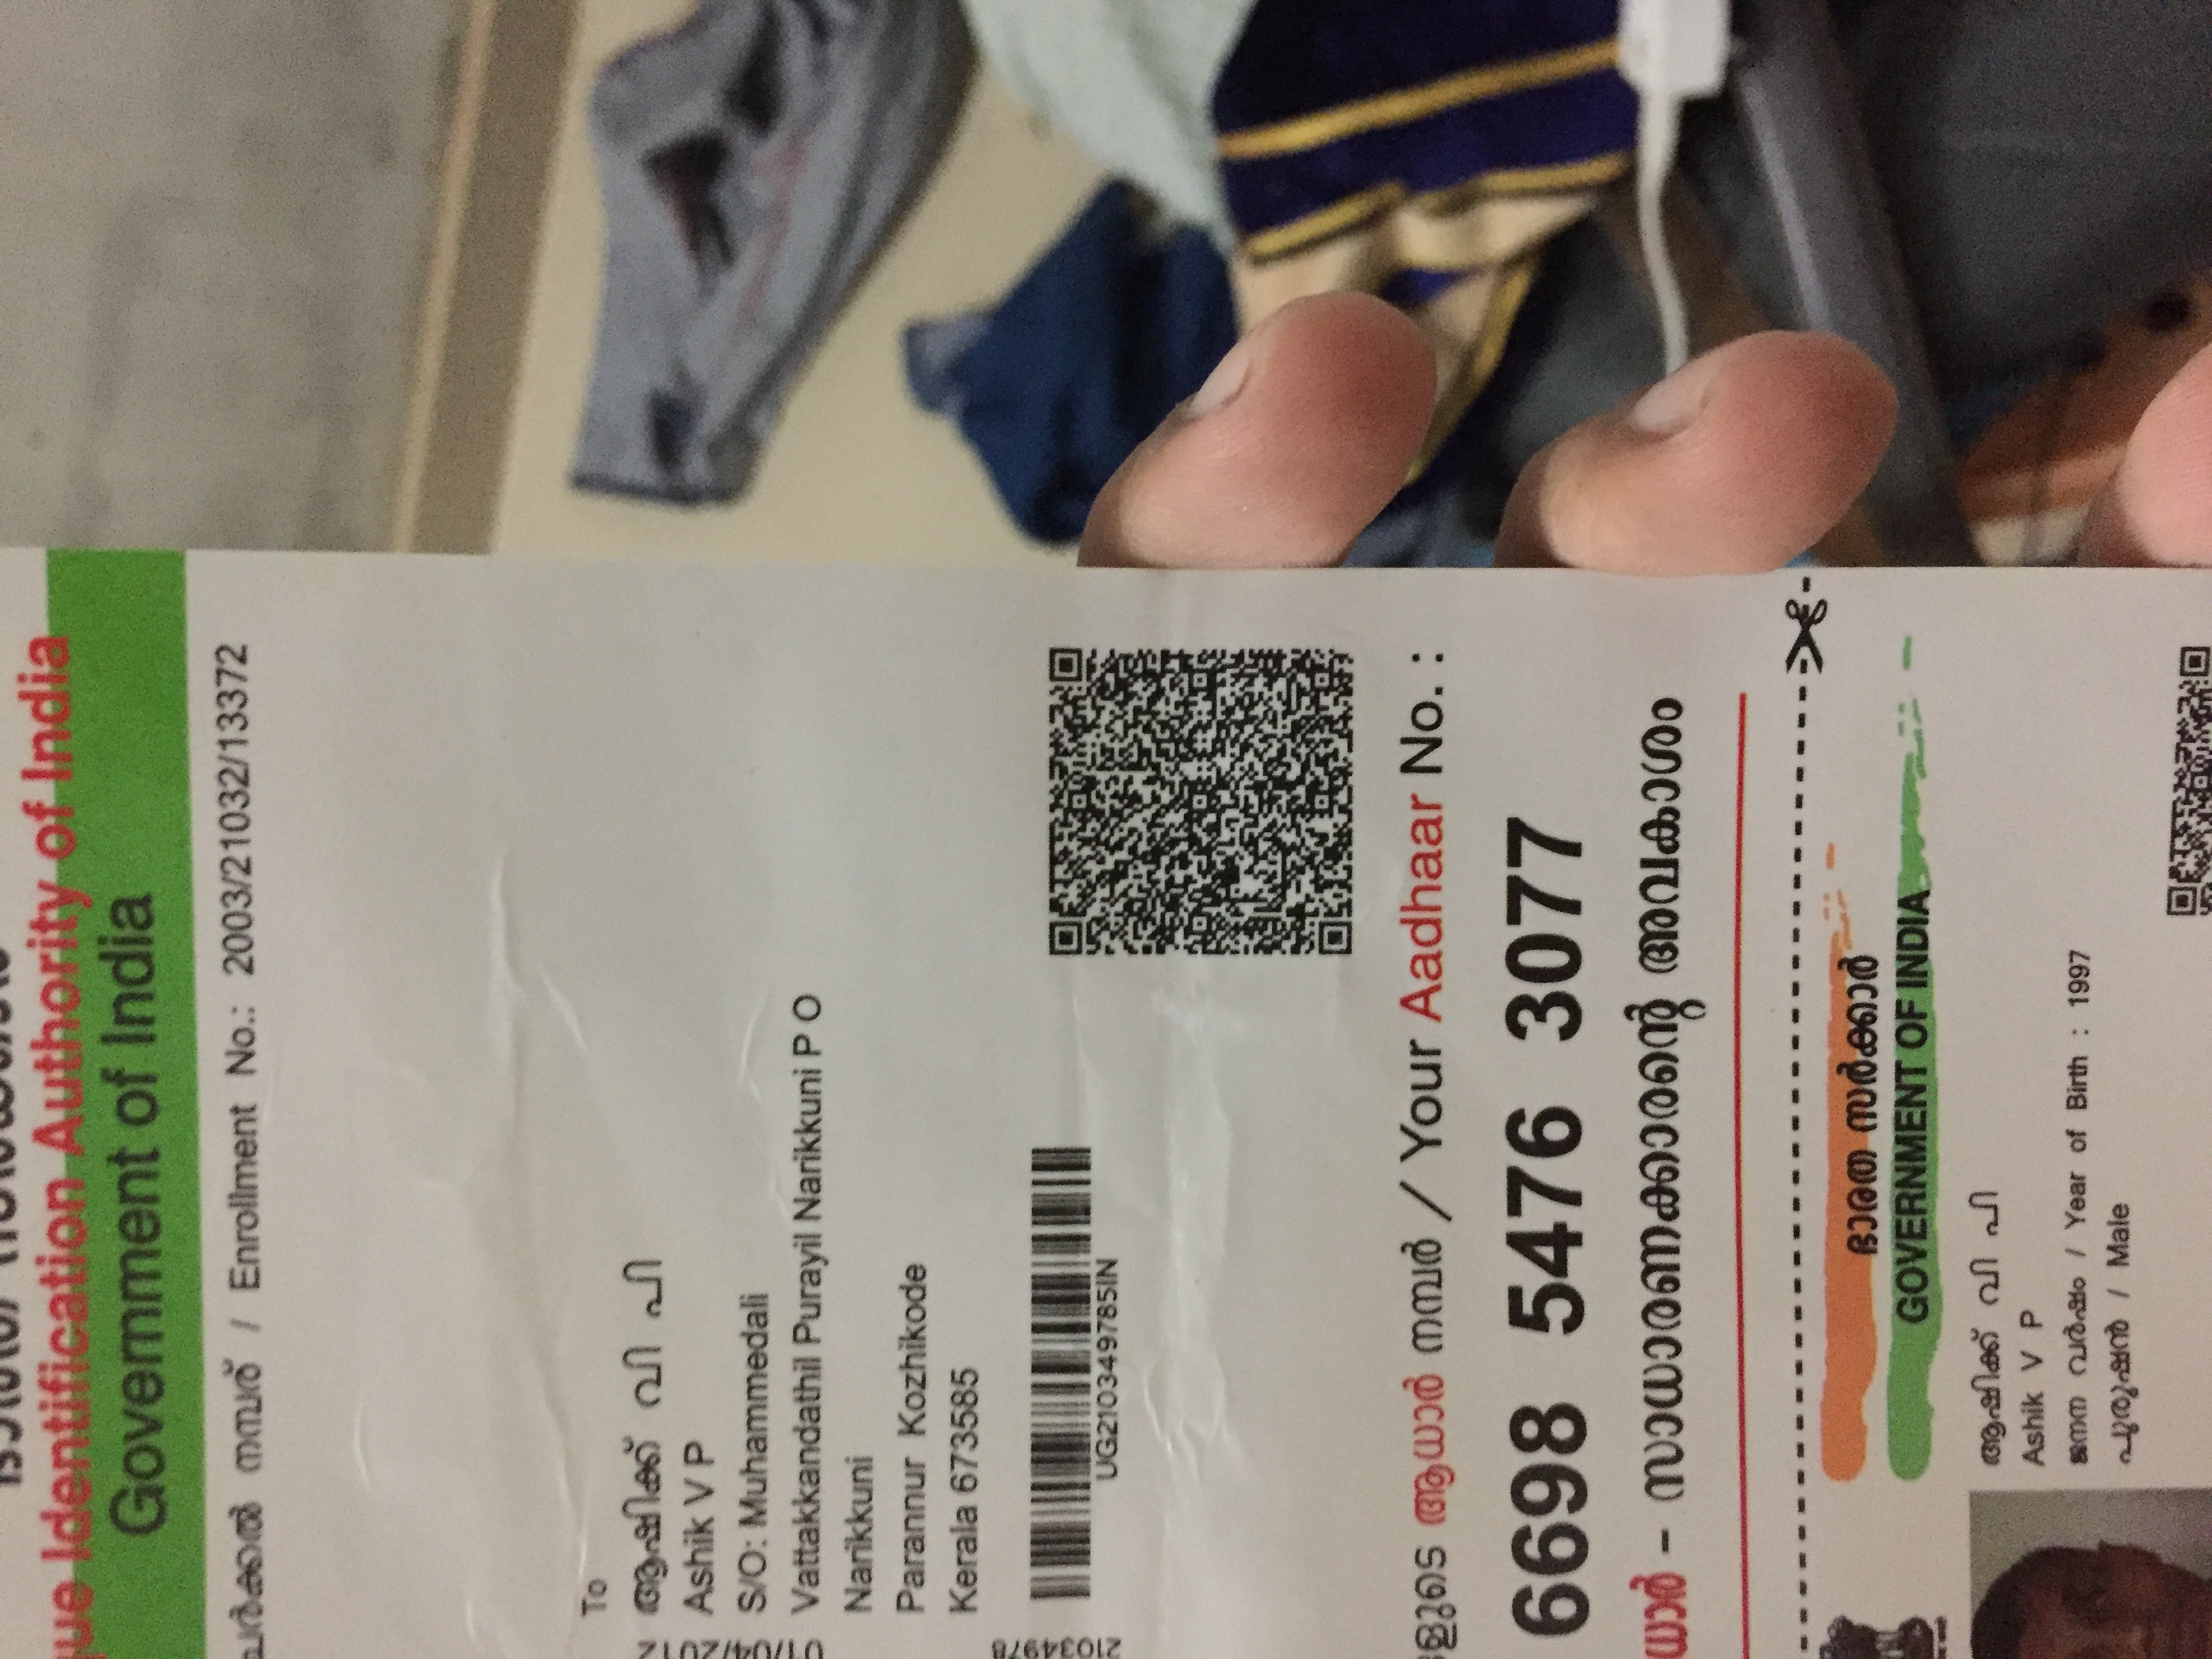 Identification Authority of India
Government of India
നമ്പര് / Enrollment No.: 2003/21032/13372
To
ആഷിക്ക് വി പി
Ashik V P
S/O: Muhammedali
Vattakkandathil Purayil Narikkuni P O
Narikkuni
Parannur Kozhikode
Kerala 673585
01/04/2012
21034978
UG210349785IN
ആധാർ നമ്പർ / Your Aadhaar No. :
6698 5476 3077
– സാധാരണക്കാരന്റെ അവകാശം
ഭാരത സർക്കാർ
GOVERNMENT OF INDIA
ആഷിക്ക് വി പി
Ashik V P
ജനന വർഷം / Year of Birth : 1997
പുരുഷൻ / Male